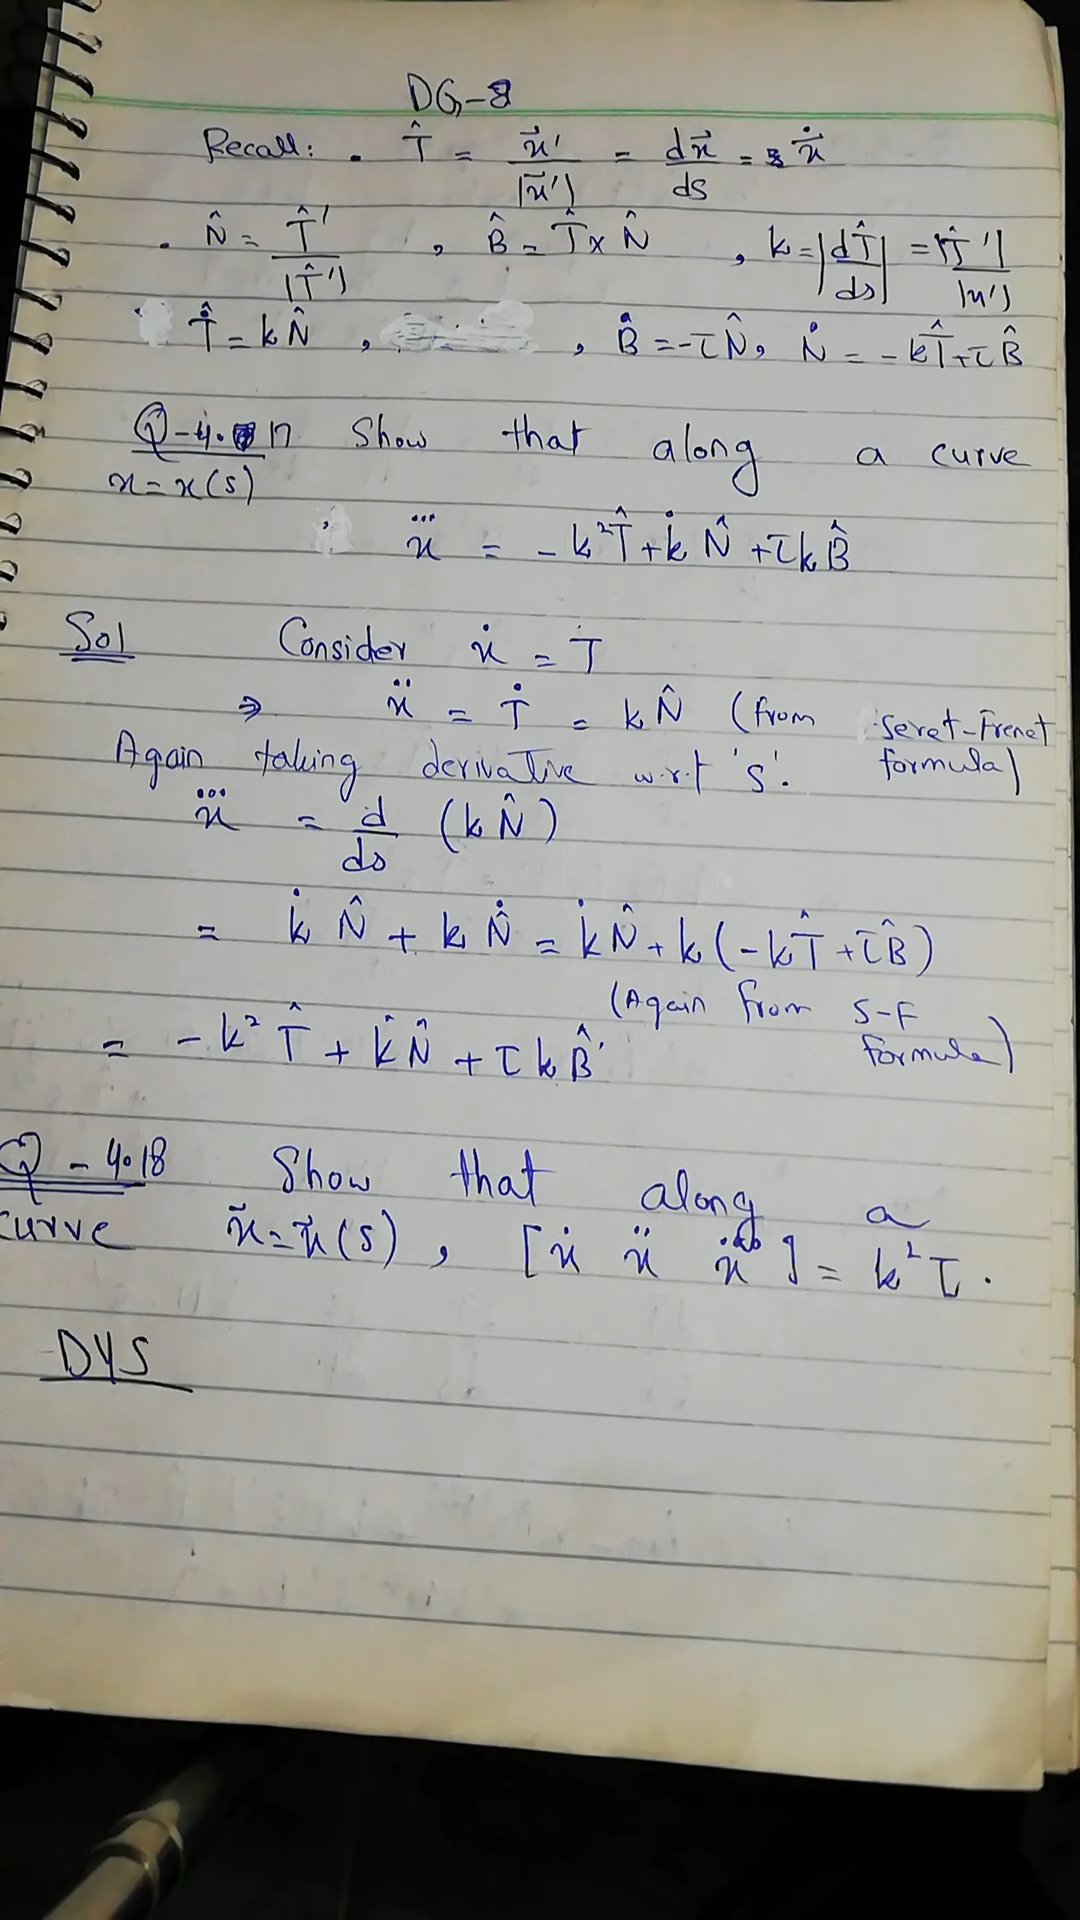 DG-8
Recall: . T̂ = x⃗' / |x⃗'| = dx⃗/ds = ẋ⃗
. N̂ = T̂' / |T̂'| , B̂ = T̂ × N̂ , k = |dT̂/ds| = |T̂'| / |x'|
Ṫ̂ = kN̂ , , Ḃ = -τN̂, Ṅ = -kT̂+τB̂
Q-4.17 Show that along a curve
x = x(s)
, x⃛ = - k²T̂ + k̇ N̂ + τkB̂
Sol Consider ẋ = T
⇒ ẍ = Ṫ = kN̂ (from Seret-Frenet formula)
Again taking derivative w.r.t 's'.
x⃛ = d/ds (kN̂)
= k̇ N̂ + k Ṅ̂ = k̇N̂ + k(-kT̂ + τB̂)
(Again from S-F formula)
= - k² T̂ + k̇N̂ + τkB̂
Q - 4.18 Show that along a
curve x⃗ = x⃗(s) , [ẋ ẍ x⃛] = k²τ.
DYS